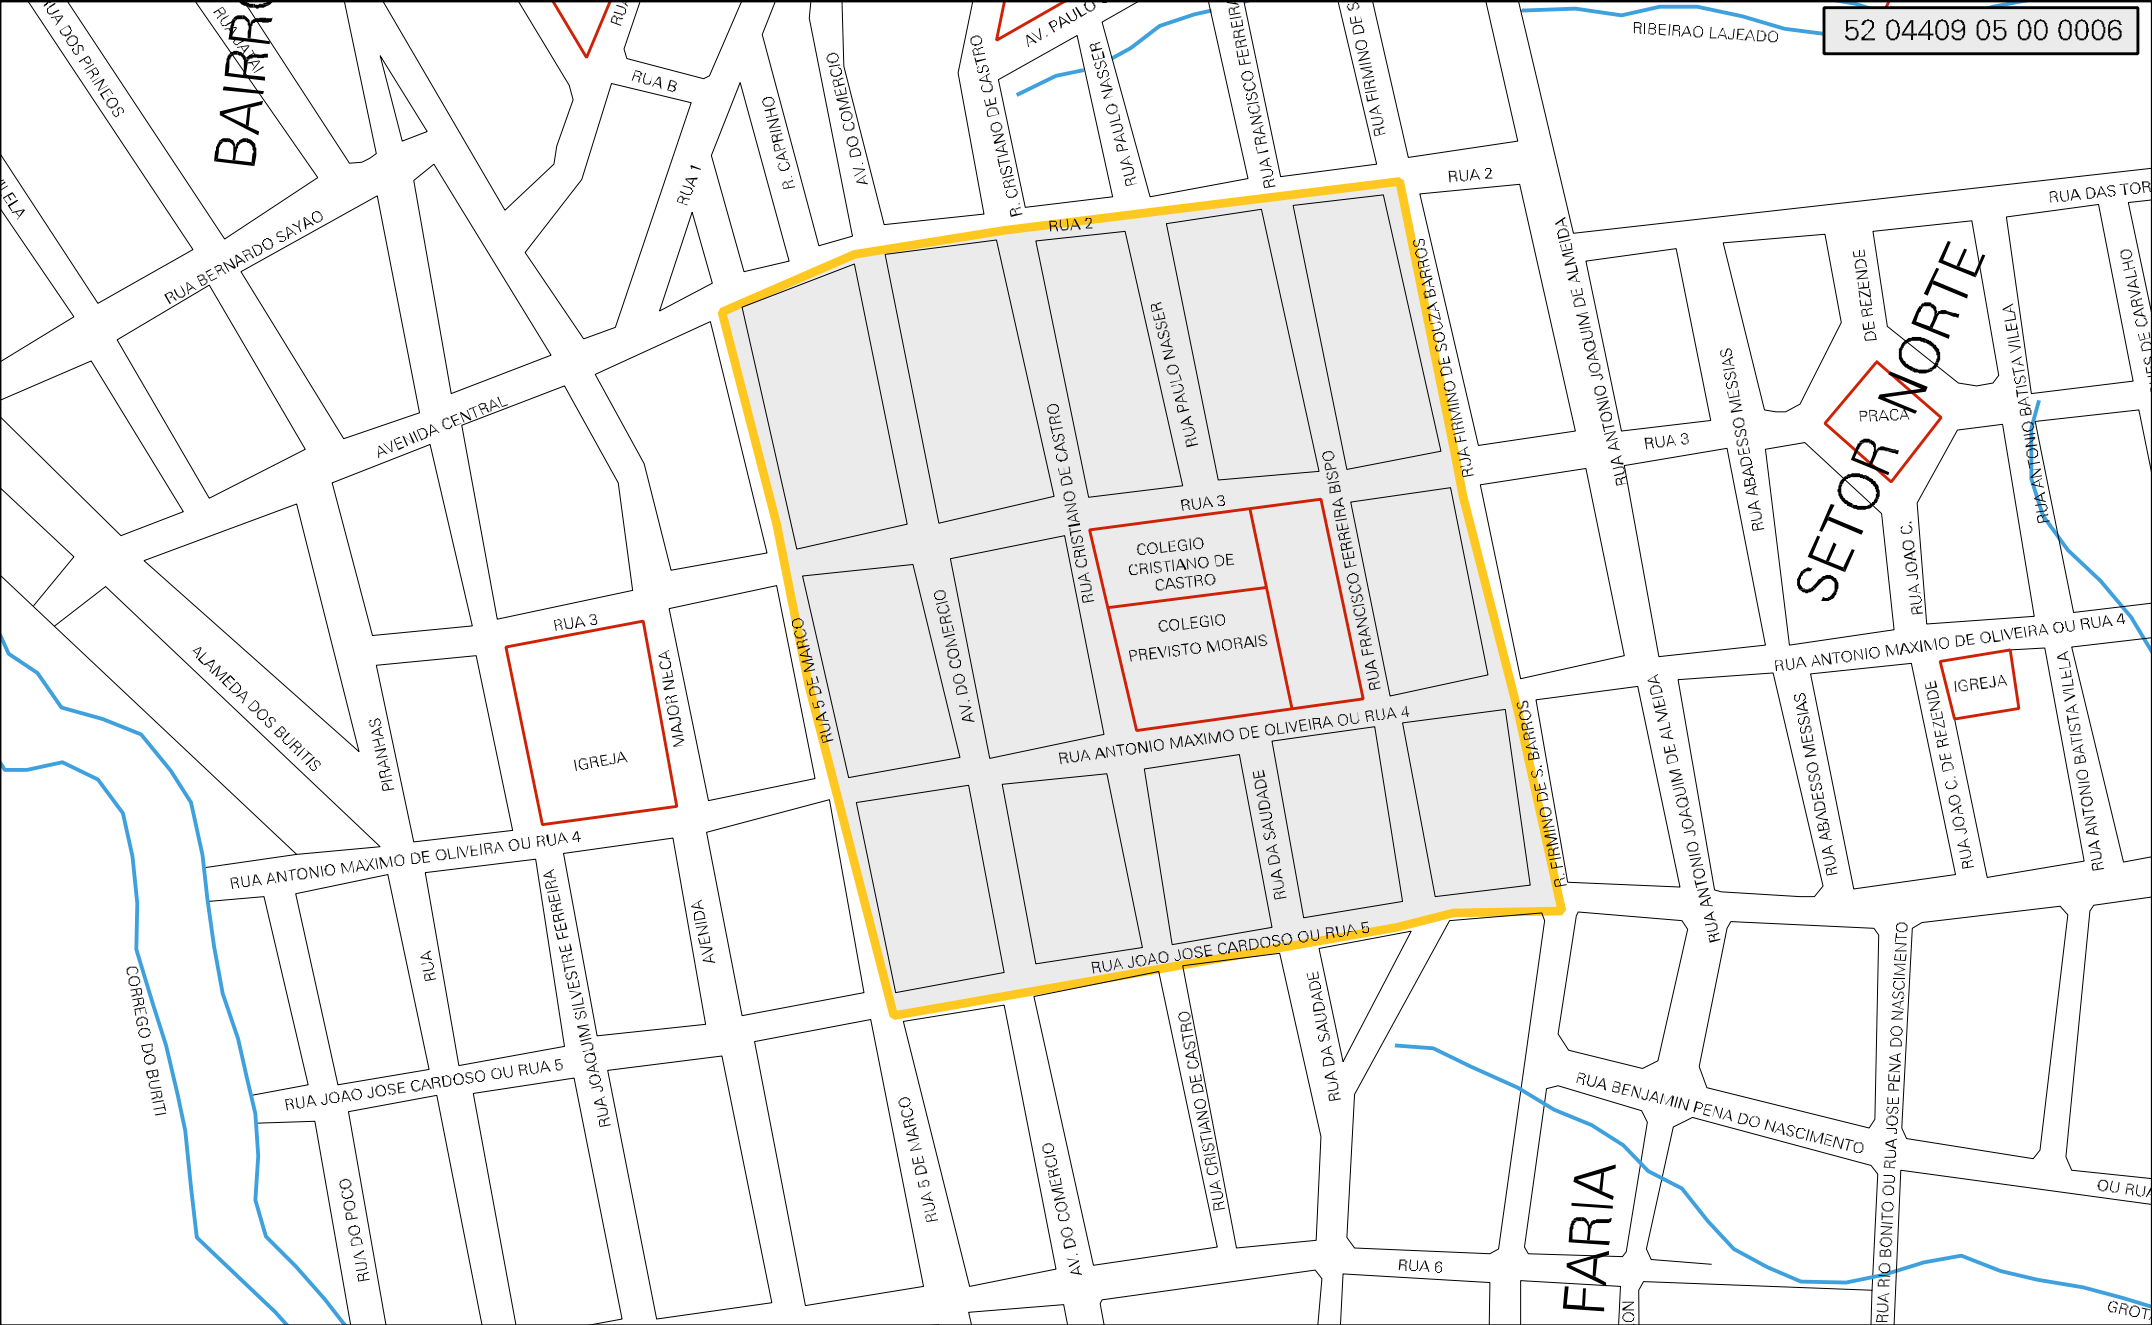 52 04409 05 00 0006
RIBEIRAO LAJEADO
RUA DOS PIRINEOS
RUA JATAI
BAIRRO
RUA B
RUA 1
R. CAPRINHO
AV. DO COMERCIO
R. CRISTIANO DE CASTRO
AV. PAULO
RUA PAULO NASSER
RUA FRANCISCO FERREIRA
RUA FIRMINO DE S
RUA 2
RUA 2
RUA DAS TOR
RUA BERNARDO SAYAO
AVENIDA CENTRAL
RUA PAULO NASSER
RUA CRISTIANO DE CASTRO
RUA FIRMINO DE SOUZA BARROS
RUA ANTONIO JOAQUIM DE ALMEIDA
RUA ABADESSO MESSIAS
DE REZENDE
RUA ANTONIO BATISTA VILELA
DE CARVALHO
SETOR NORTE
PRACA
RUA 3
RUA 3
COLEGIO
CRISTIANO DE
CASTRO
COLEGIO
PREVISTO MORAIS
RUA FRANCISCO FERREIRA BISPO
RUA JOAO C.
RUA 3
IGREJA
MAJOR NECA
RUA 5 DE MARCO
AV. DO COMERCIO
RUA ANTONIO MAXIMO DE OLIVEIRA OU RUA 4
RUA ANTONIO MAXIMO DE OLIVEIRA OU RUA 4
IGREJA
ALAMEDA DOS BURITIS
PIRANHAS
RUA ANTONIO MAXIMO DE OLIVEIRA OU RUA 4
RUA DA SAUDADE
R. FIRMINO DE S. BARROS
RUA ANTONIO JOAQUIM DE ALMEIDA
RUA ABADESSO MESSIAS
RUA JOAO C. DE REZENDE
RUA ANTONIO BATISTA VILELA
RUA
RUA JOAQUIM SILVESTRE FERREIRA
AVENIDA
RUA JOAO JOSE CARDOSO OU RUA 5
RUA JOAO JOSE CARDOSO OU RUA 5
CORREGO DO BURITI
RUA DO POCO
RUA 5 DE MARCO
AV. DO COMERCIO
RUA CRISTIANO DE CASTRO
RUA DA SAUDADE
RUA BENJAMIN PENA DO NASCIMENTO
RUA RIO BONITO OU RUA JOSE PENA DO NASCIMENTO
OU RUA
RUA 6
FARIA
ON
GROTA